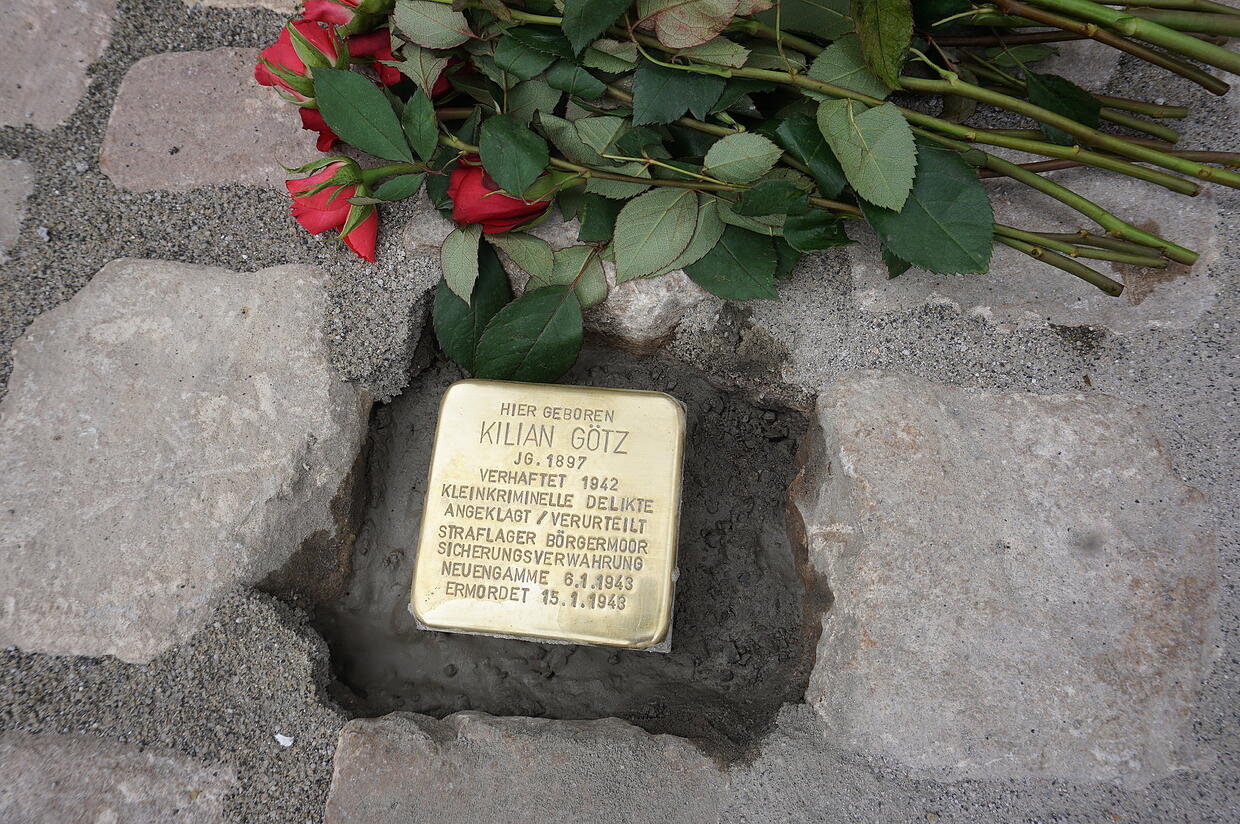 HIER GEBOREN
KILIAN GÖTZ
JG. 1897
VERHAFTET 1942
KLEINKRIMINELLE DELIKTE
ANGEKLAGT / VERURTEILT
STRAFLAGER BÖRGERMOOR
SICHERUNGSVERWAHRUNG
NEUENGAMME 6.1.1943
ERMORDET 15.1.1943